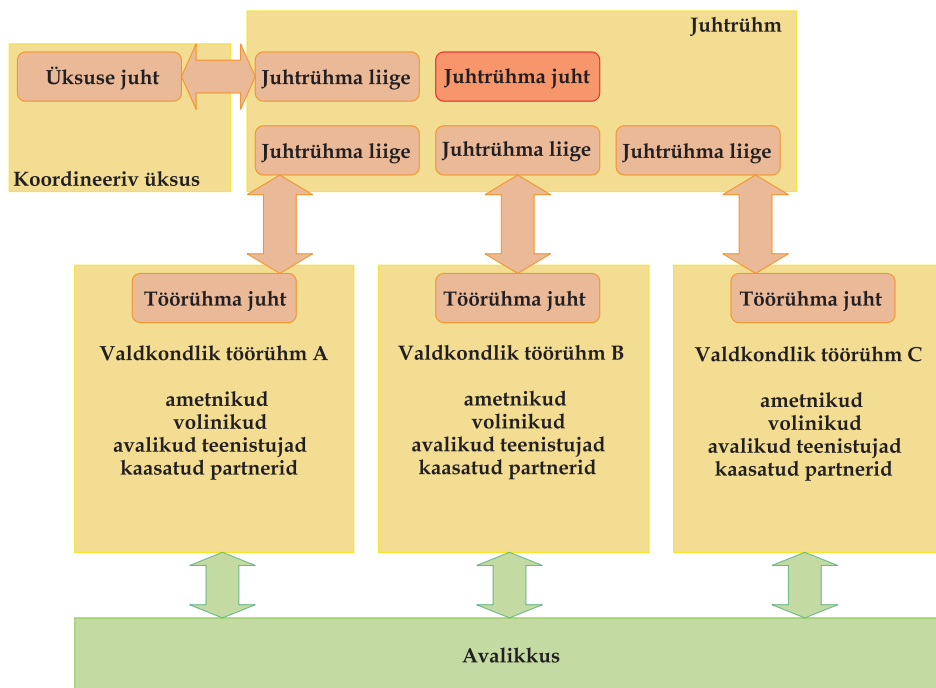 Juhtrühm
Üksuse juht
Juhtrühma liige
Juhtrühma juht
Juhtrühma liige
Juhtrühma liige
Juhtrühma liige
Koordineeriv üksus
Töörühma juht
Valdkondlik töörühm A
ametnikud
volinikud
avalikud teenistujad
kaasatud partnerid
Töörühma juht
Valdkondlik töörühm B
ametnikud
volinikud
avalikud teenistujad
kaasatud partnerid
Töörühma juht
Valdkondlik töörühm C
ametnikud
volinikud
avalikud teenistujad
kaasatud partnerid
Avalikkus